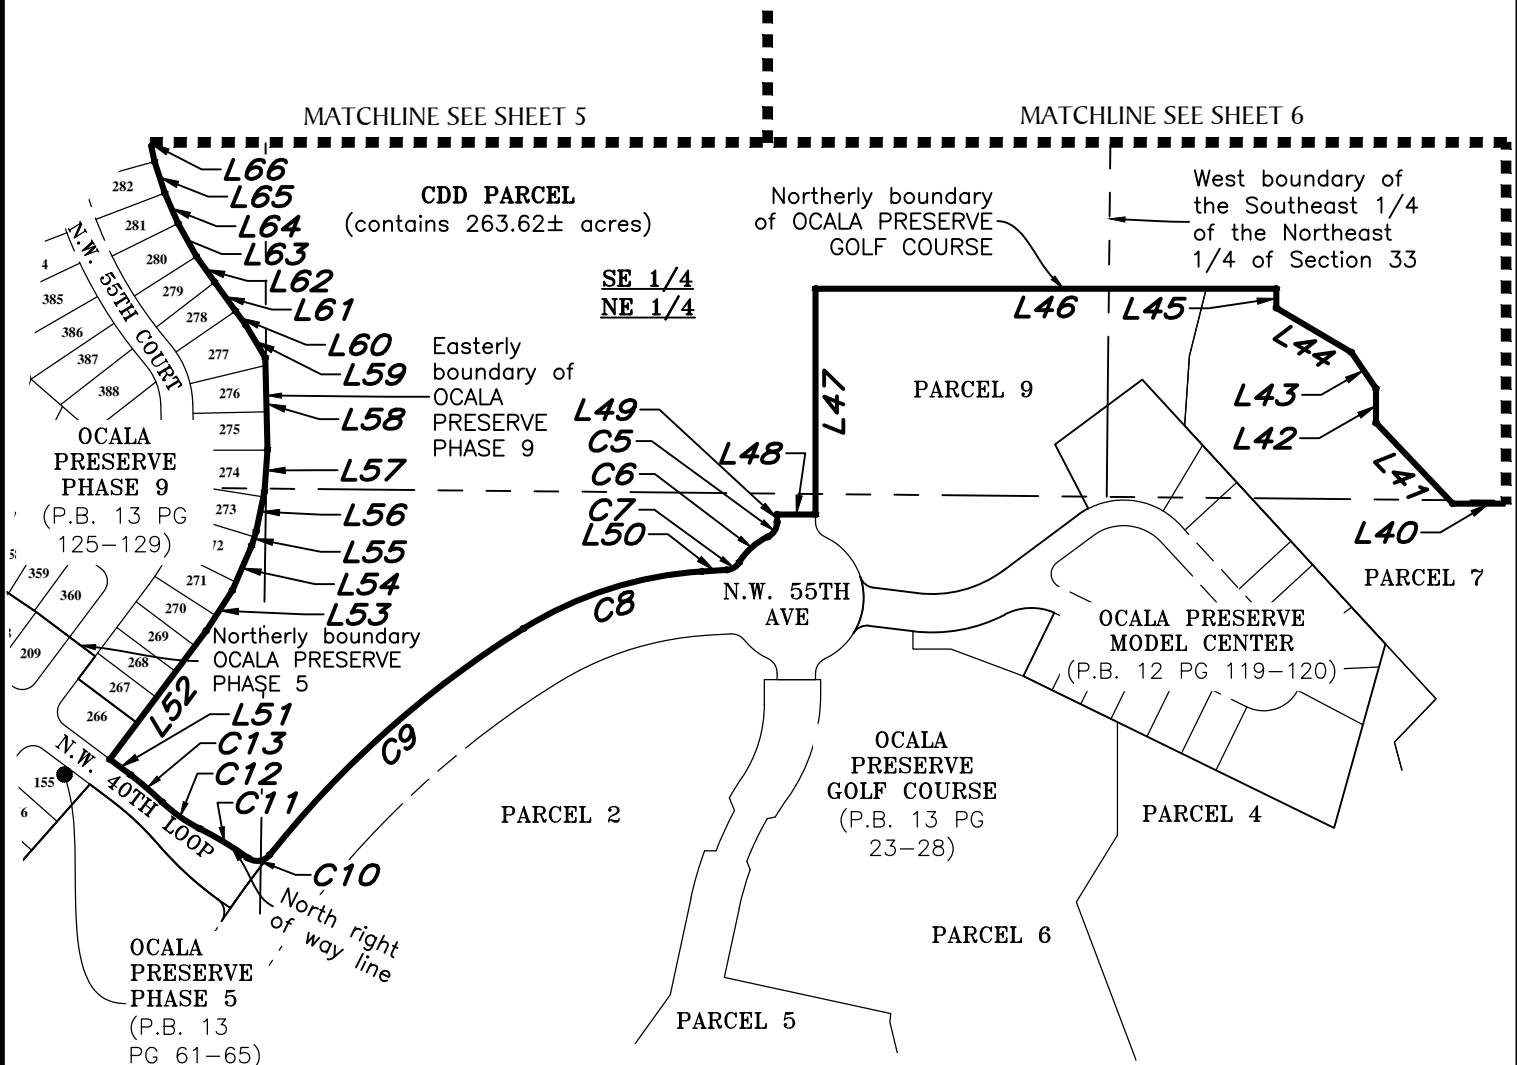 MATCHLINE SEE SHEET 5
MATCHLINE SEE SHEET 6
L66
L65
L64
L63
L62
L61
L60
L59
L58
L57
L56
L55
L54
L53
L52
L51
C13
C12
C11
C10
C9
C8
L50
C7
C6
C5
L49
L48
L47
L46
L45
L44
L43
L42
L41
L40
CDD PARCEL
(contains 263.62± acres)
SE 1/4
NE 1/4
Northerly boundary
of OCALA PRESERVE
GOLF COURSE
West boundary of
the Southeast 1/4
of the Northeast
1/4 of Section 33
Easterly
boundary of
OCALA
PRESERVE
PHASE 9
PARCEL 9
PARCEL 7
282
281
280
279
278
277
276
275
274
273
72
271
270
269
268
267
266
4
385
386
387
388
N.W. 55TH COURT
OCALA
PRESERVE
PHASE 9
(P.B. 13 PG
125-129)
359
360
209
Northerly boundary
OCALA PRESERVE
PHASE 5
N.W. 40TH LOOP
155
6
North right
of way line
OCALA
PRESERVE
PHASE 5
(P.B. 13
PG 61-65)
N.W. 55TH
AVE
OCALA PRESERVE
MODEL CENTER
(P.B. 12 PG 119-120)
OCALA
PRESERVE
GOLF COURSE
(P.B. 13 PG
23-28)
PARCEL 2
PARCEL 4
PARCEL 6
PARCEL 5